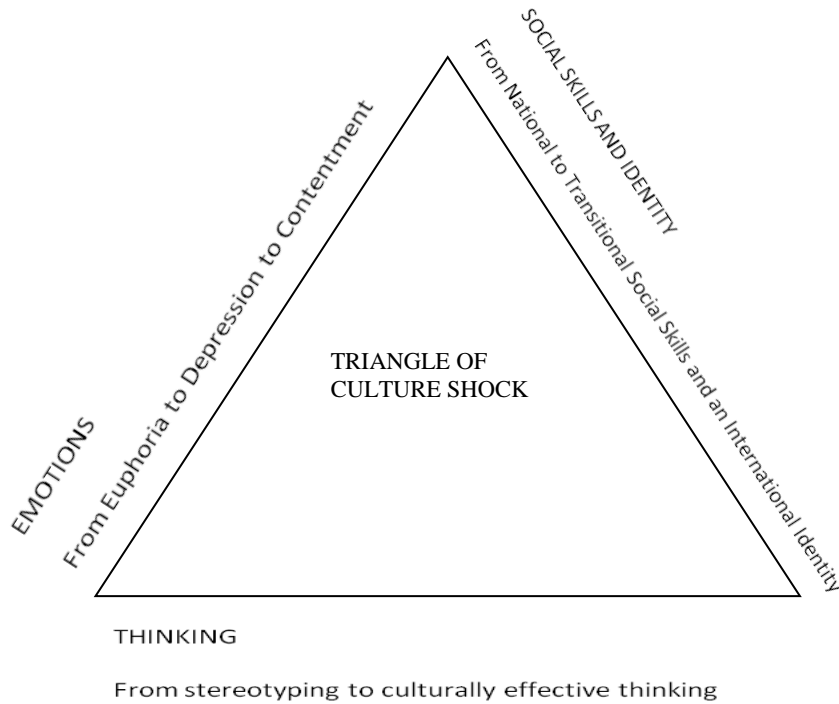 SOCIAL SKILLS AND IDENTITY
From National to Transitional Social Skills and an International Identity
EMOTIONS
From Euphoria to Depression to Contentment
TRIANGLE OF
CULTURE SHOCK
THINKING
From stereotyping to culturally effective thinking